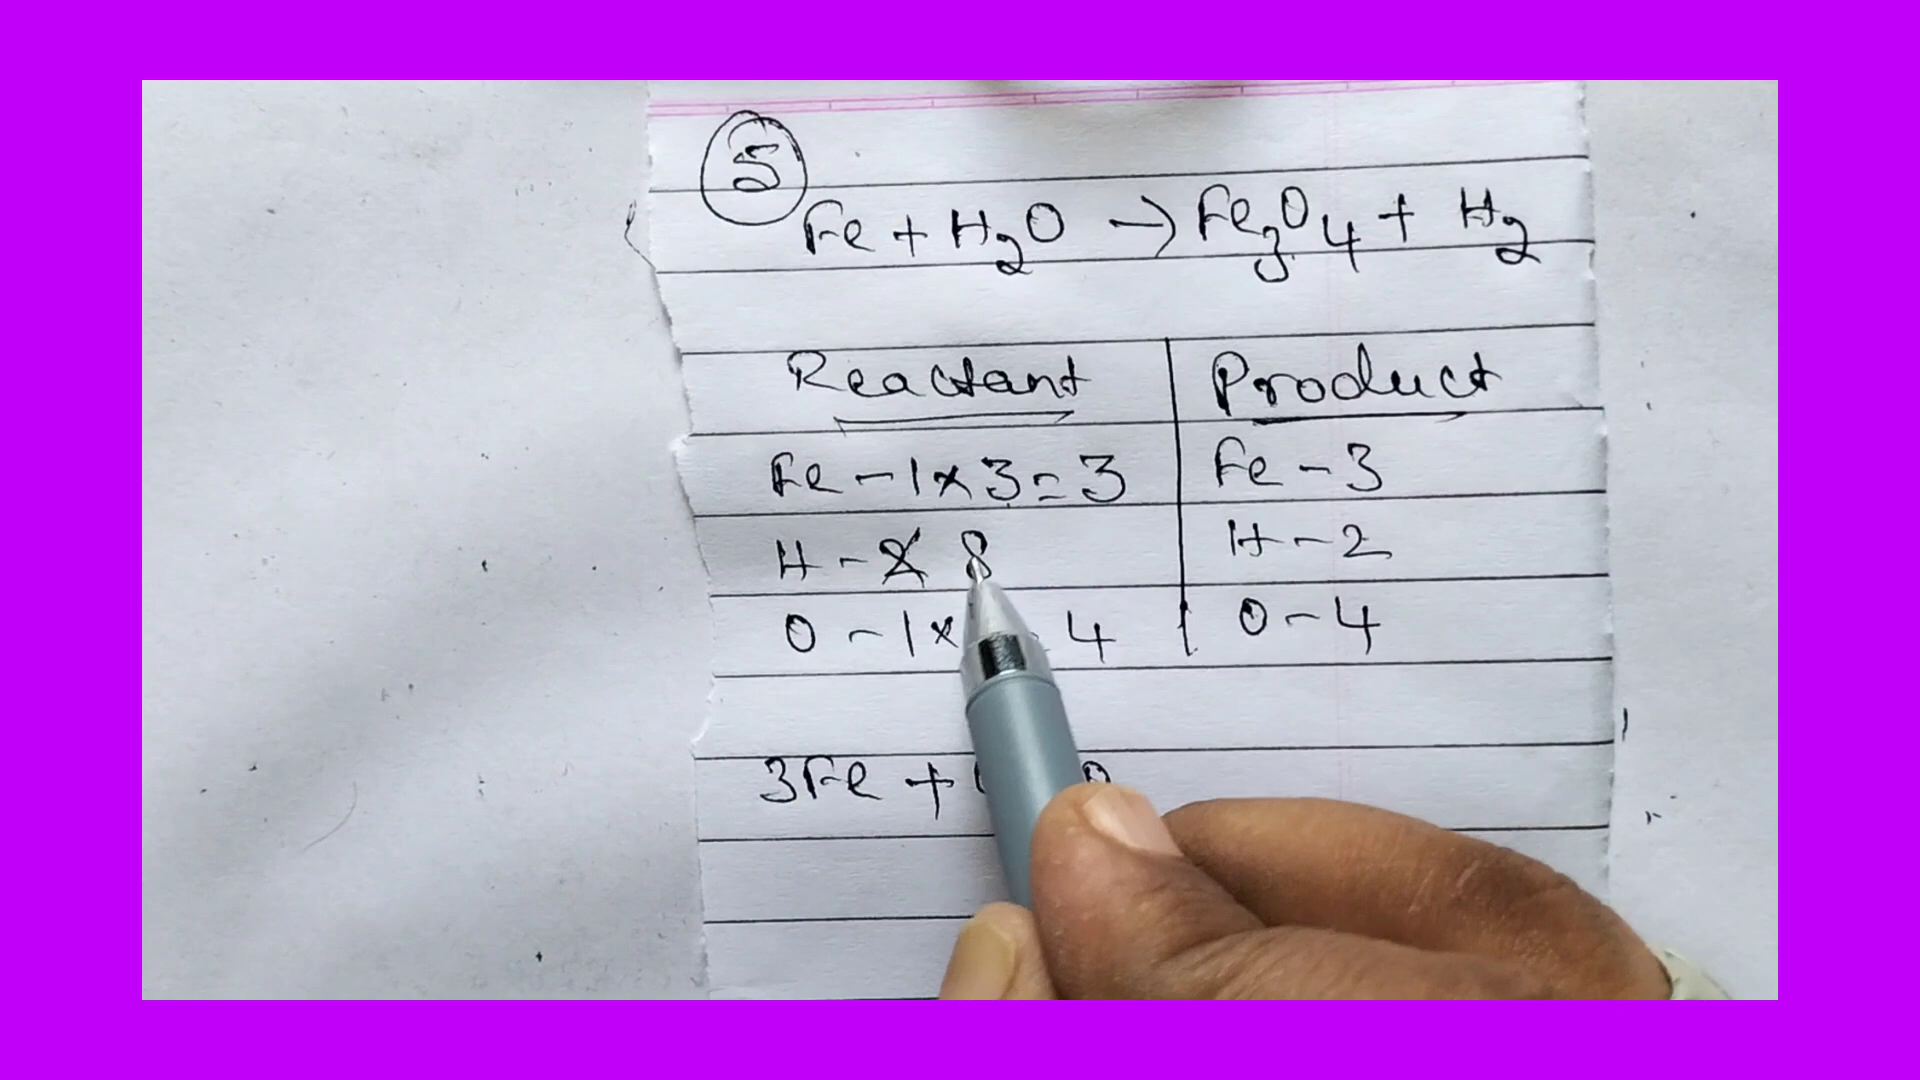 5
Fe + H2O → Fe3O4 + H2
Reactant Product
Fe - 1 × 3 = 3 Fe - 3
H - 2 8 H - 2
O - 1 × 4 O - 4
3Fe +